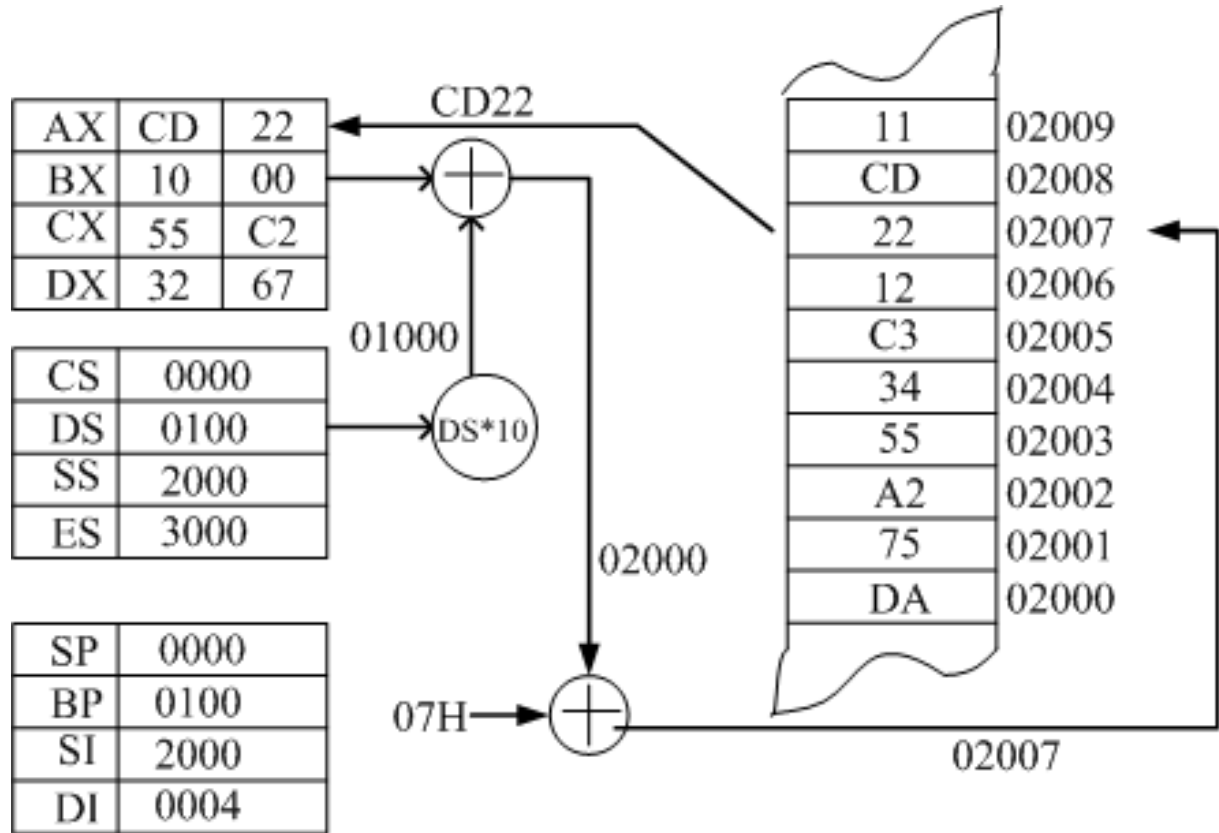 AX CD 22
BX 10 00
CX 55 C2
DX 32 67
CS 0000
DS 0100
SS 2000
ES 3000
SP 0000
BP 0100
SI 2000
DI 0004
CD22
01000
DS*10
02000
07H
02007
11 02009
CD 02008
22 02007
12 02006
C3 02005
34 02004
55 02003
A2 02002
75 02001
DA 02000